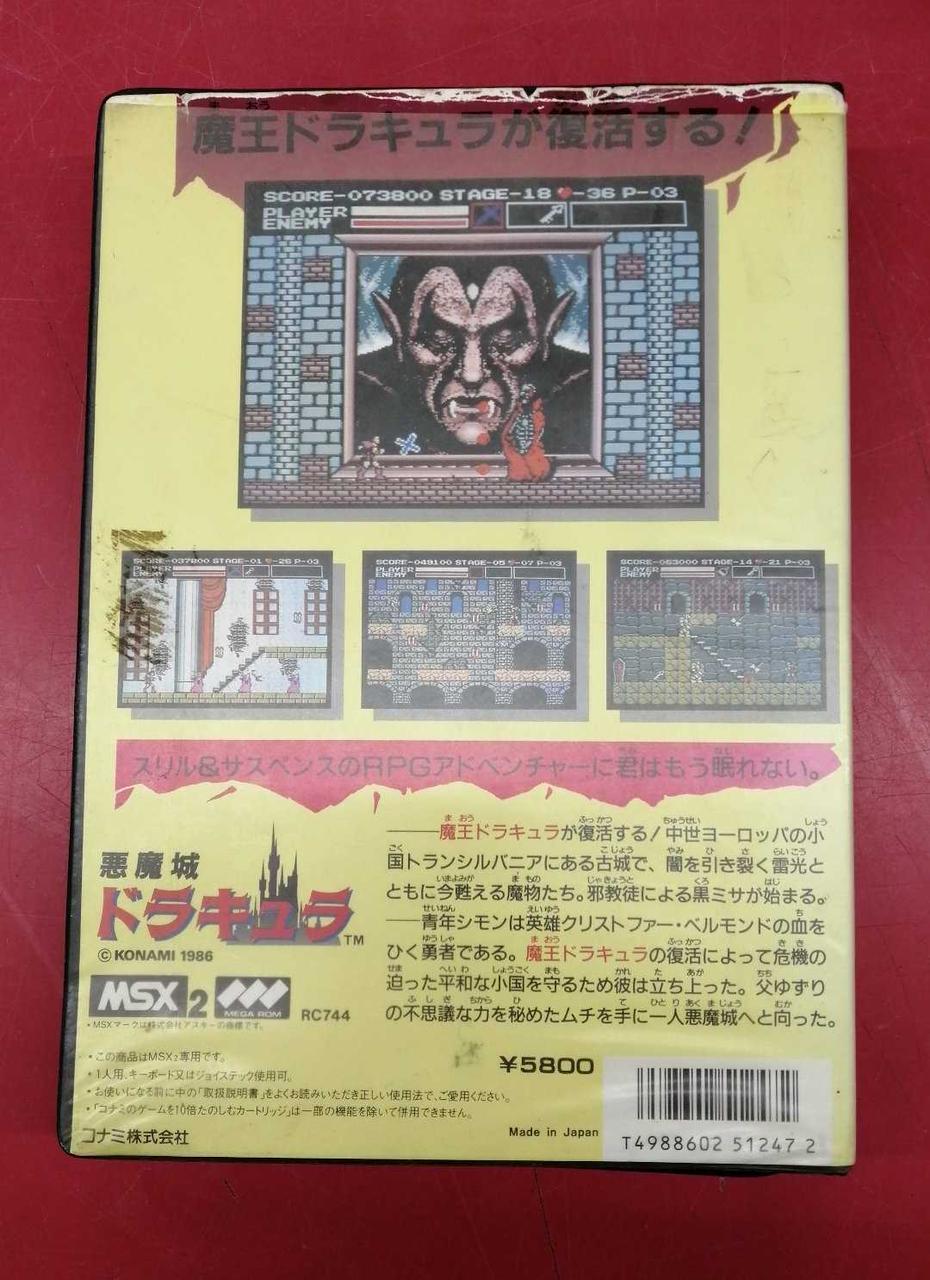 魔王ドラキュラが復活する!
SCORE-073800 STAGE-18 ❤-36 P-03
PLAYER
ENEMY
SCORE-037800 STAGE-01 ❤-26 P-03
PLAYER
ENEMY
SCORE-049100 STAGE-05 ❤-07 P-03
PLAYER
ENEMY
SCORE-053000 STAGE-14 ❤-21 P-03
PLAYER
ENEMY
スリル&サスペンスのRPGアドベンチャーに君はもう眠れない。
――魔王ドラキュラが復活する!中世ヨーロッパの小
国トランシルバニアにある古城で、闇を引き裂く雷光と
ともに今甦える魔物たち。邪教徒による黒ミサが始まる。
――青年シモンは英雄クリストファー・ベルモンドの血を
ひく勇者である。魔王ドラキュラの復活によって危機の
迫った平和な小国を守るため彼は立ち上った。父ゆずり
の不思議な力を秘めたムチを手に一人悪魔城へと向った。
悪魔城
ドラキュラ™
©KONAMI 1986
MSX2 MEGA ROM RC744
・MSXマークは株式会社アスキーの商標です。
・この商品はMSX2専用です。
・1人用、キーボード又はジョイステック使用可。
・お使いになる前に中の「取扱説明書」をよくお読みいただき正しい使用法で、ご愛用ください。
・「コナミのゲームを10倍たのしむカートリッジ」は一部の機能を除いて併用できません。
コナミ株式会社
¥5800
Made in Japan
T4988602 51247 2